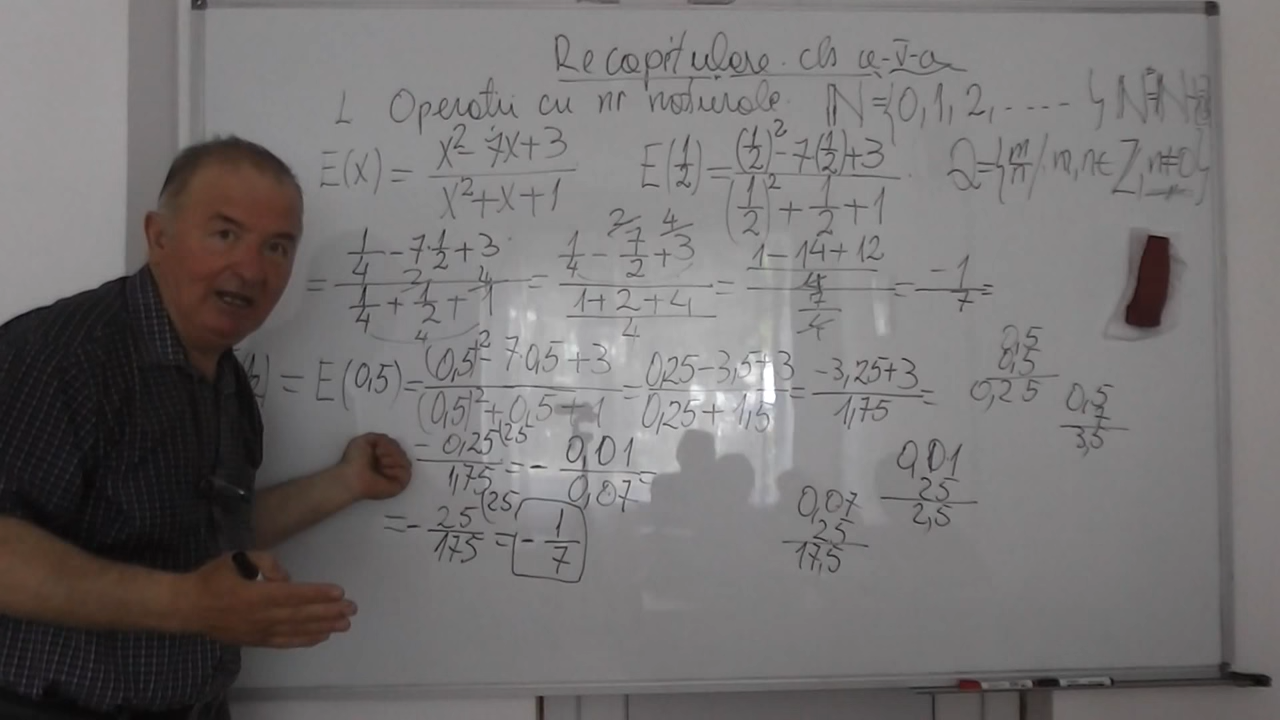 Recapitulare cls a-V-a
1. Operatii cu nr naturale. ℕ={0,1,2,.....}
E(x) = (x²-7x+3)/(x²+x+1) E(1/2)=((1/2)²-7(1/2)+3)/((1/2)²+1/2+1) Q={m/n / m,n∈Z, n≠0}
= (1/4-7·1/2+3)/(1/4+1/2+1) = (1/4-7/2+3)/((1+2+4)/4) = ((1-14+12)/4)/(7/4) = -1/7 =
= E(0,5) = ((0,5)²-7·0,5+3)/((0,5)²+0,5+1) = (0,25-3,5+3)/(0,25+1,5) = (-3,25+3)/1,75 =
-0,25(25/1,75 = -0,01/0,07 =
= -25(25/175 = -1/7
0,5
0,5
0,25
0,5
7
3,5
0,01
25
2,5
0,07
25
17,5